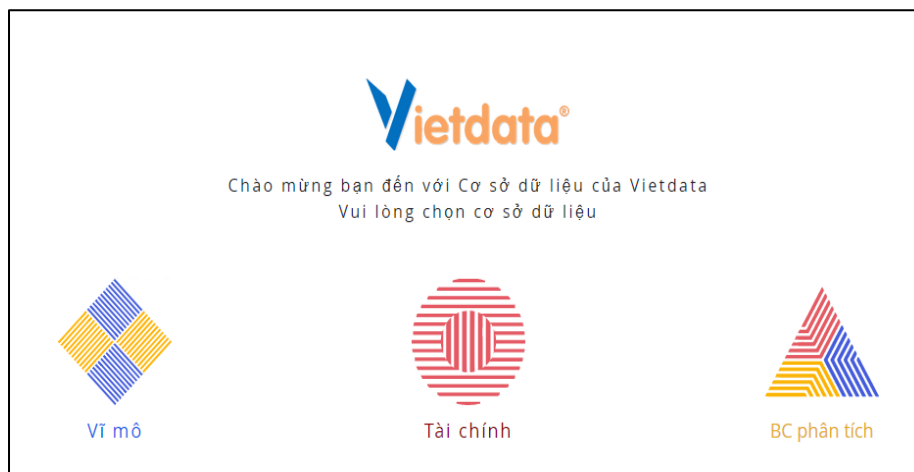 Vietdata®
Chào mừng bạn đến với Cơ sở dữ liệu của Vietdata
Vui lòng chọn cơ sở dữ liệu
Vĩ mô
Tài chính
BC phân tích